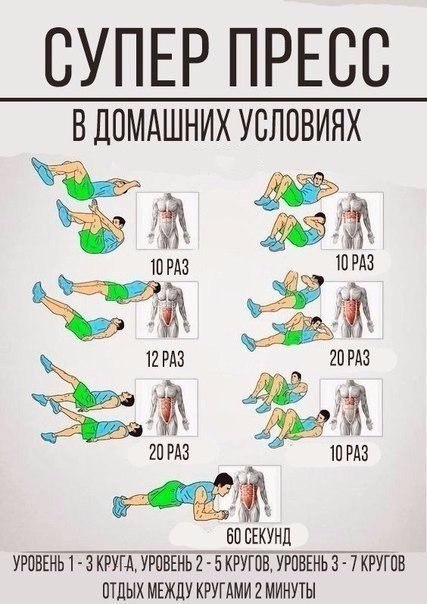 СУПЕР ПРЕСС
В ДОМАШНИХ УСЛОВИЯХ
10 РАЗ
10 РАЗ
12 РАЗ
20 РАЗ
20 РАЗ
10 РАЗ
60 СЕКУНД
УРОВЕНЬ 1 - 3 КРУГА, УРОВЕНЬ 2 - 5 КРУГОВ, УРОВЕНЬ 3 - 7 КРУГОВ
ОТДЫХ МЕЖДУ КРУГАМИ 2 МИНУТЫ